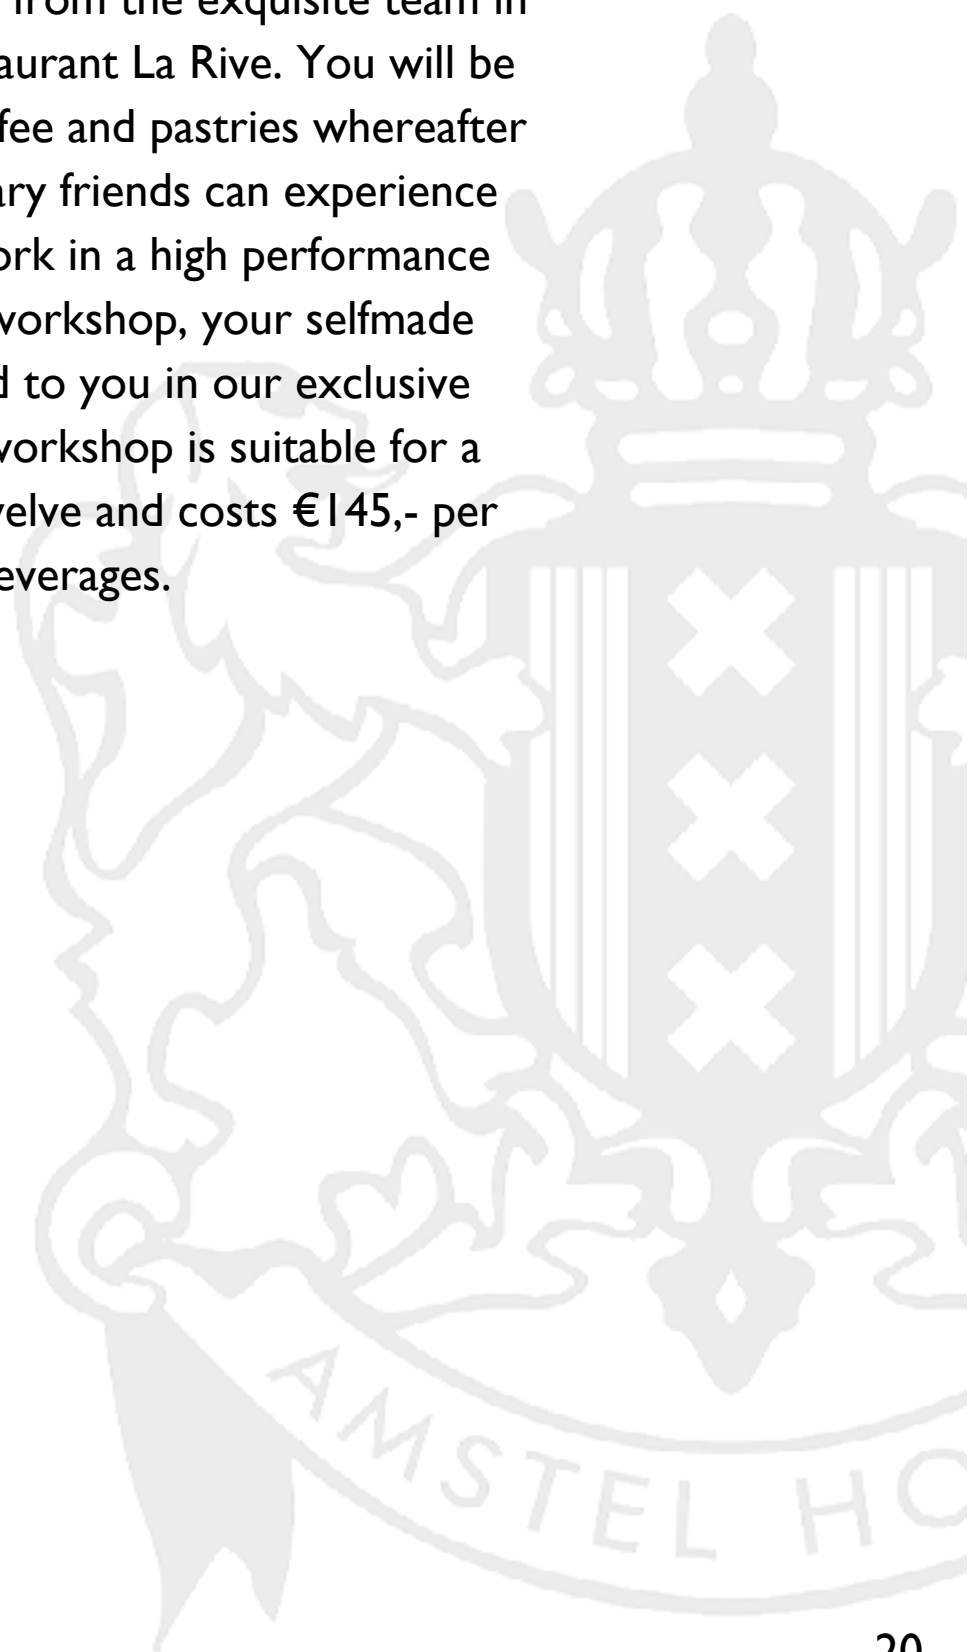 from the exquisite team in
aurant La Rive. You will be
fee and pastries whereafter
ary friends can experience
ork in a high performance
workshop, your selfmade
d to you in our exclusive
workshop is suitable for a
velve and costs €145,- per
everages.
AMSTEL HO
20